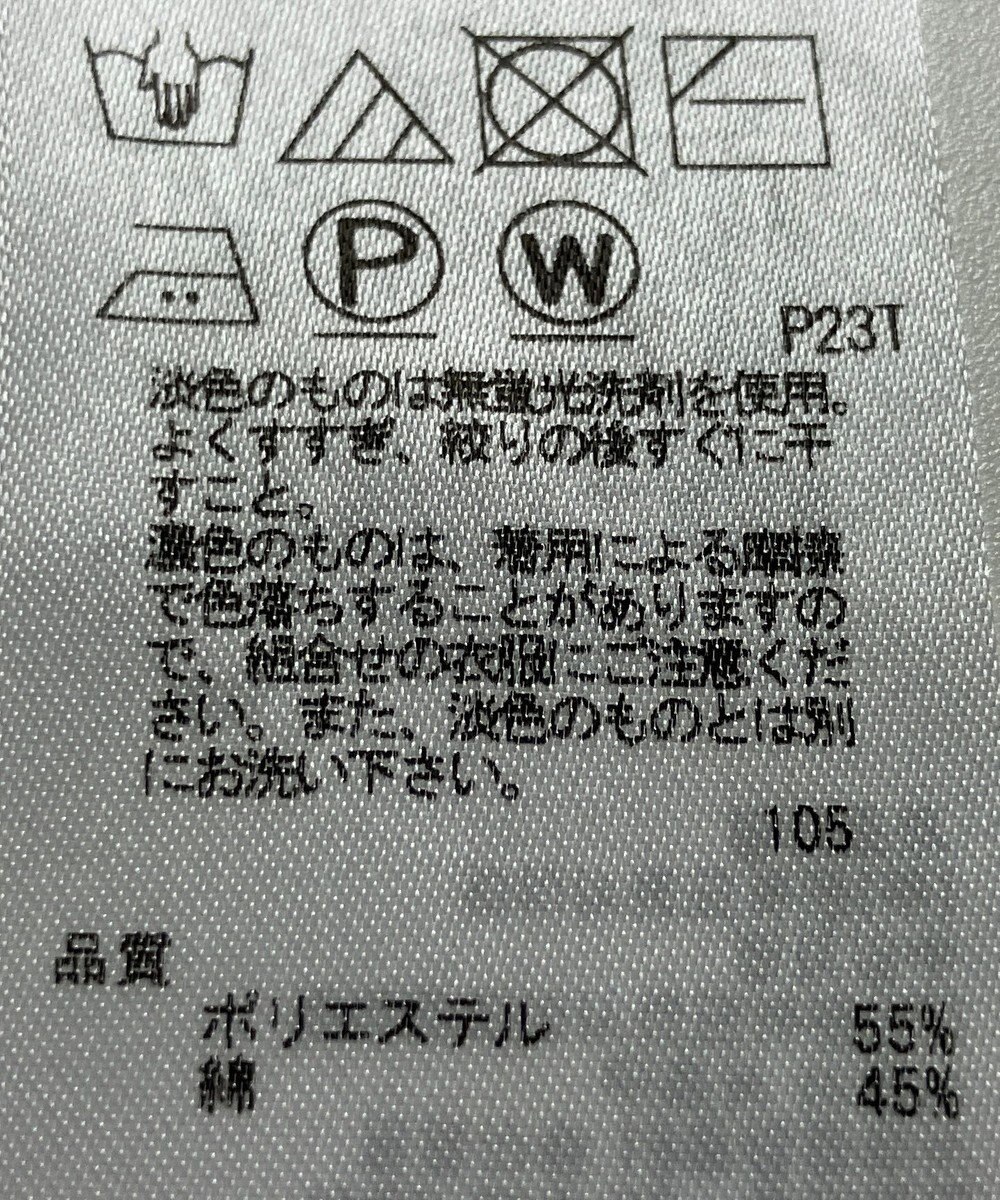 P
W
P23T
淡色のものは無蛍光洗剤を使用。
よくすすぎ、絞りの後すぐに干
すこと。
濃色のものは、着用による摩擦
で色落ちすることがありますの
で、組合せの衣服にご注意くだ
さい。また、淡色のものとは別
にお洗い下さい。
105
品質
ポリエステル 55%
綿 45%